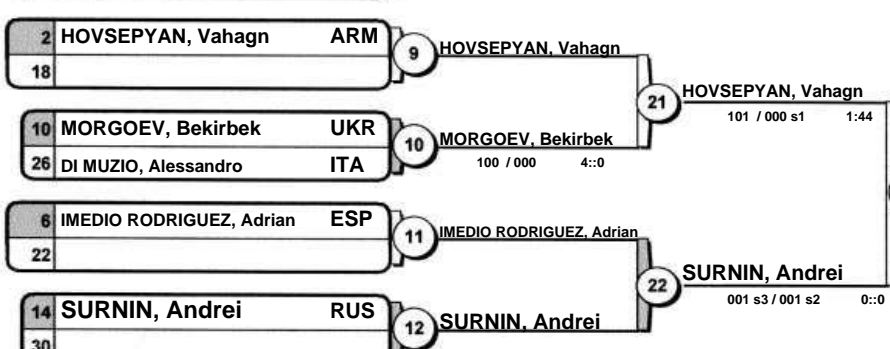 2 HOVSEPYAN, Vahagn ARM
18
9 HOVSEPYAN, Vahagn
10 MORGOEV, Bekirbek UKR
26 DI MUZIO, Alessandro ITA
10 MORGOEV, Bekirbek
100 / 000 4::0
21 HOVSEPYAN, Vahagn
101 / 000 s1 1:44
6 IMEDIO RODRIGUEZ, Adrian ESP
22
11 IMEDIO RODRIGUEZ, Adrian
14 SURNIN, Andrei RUS
30
12 SURNIN, Andrei
22 SURNIN, Andrei
001 s3 / 001 s2 0::0